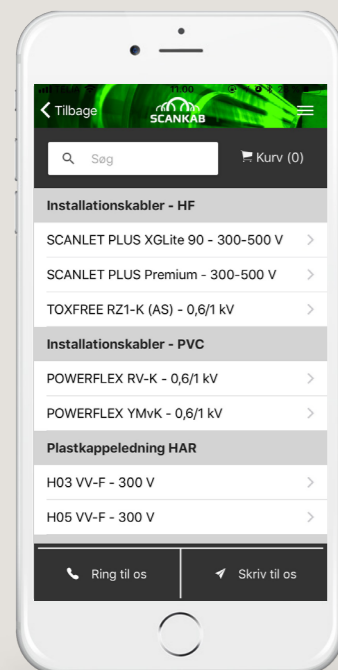 11:00
Tilbage
SCANKAB
Søg
Kurv (0)
Installationskabler - HF
SCANLET PLUS XGLite 90 - 300-500 V
SCANLET PLUS Premium - 300-500 V
TOXFREE RZ1-K (AS) - 0,6/1 kV
Installationskabler - PVC
POWERFLEX RV-K - 0,6/1 kV
POWERFLEX YMvK - 0,6/1 kV
Plastkappeledning HAR
H03 VV-F - 300 V
H05 VV-F - 300 V
Ring til os
Skriv til os